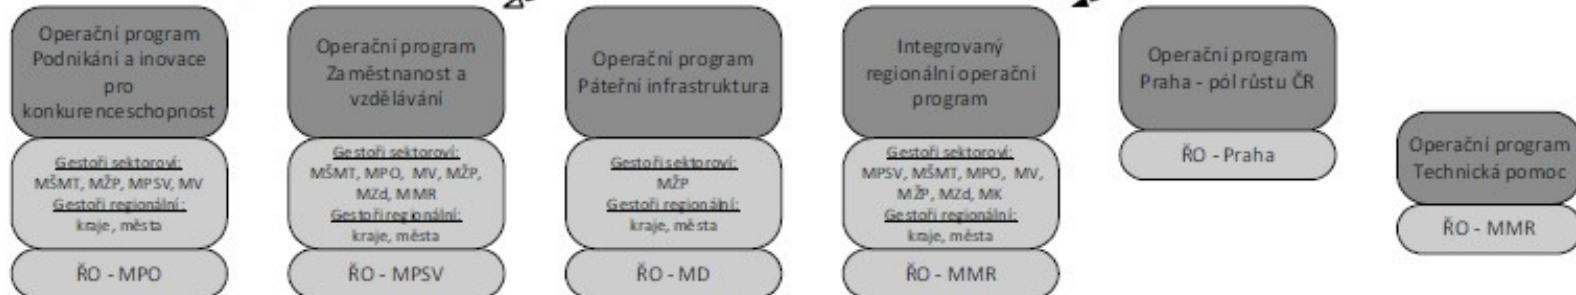 Operační program
Podnikání a inovace
pro
konkurenceschopnost
Gestoři sektoroví:
MŠMT, MŽP, MPSV, MV
Gestoři regionální:
kraje, města
ŘO - MPO
Operační program
Zaměstnanost a
vzdělávání
Gestoři sektoroví:
MŠMT, MPO, MV, MŽP,
MZd, MMR
Gestoři regionální:
kraje, města
ŘO - MPSV
Operační program
Páteřní infrastruktura
Gestoři sektoroví:
MŽP
Gestoři regionální:
kraje, města
ŘO - MD
Integrovaný
regionální operační
program
Gestoři sektoroví:
MPSV, MŠMT, MPO, MV,
MŽP, MZd, MK
Gestoři regionální:
kraje, města
ŘO - MMR
Operační program
Praha - pól růstu ČR
ŘO - Praha
Operační program
Technická pomoc
ŘO - MMR